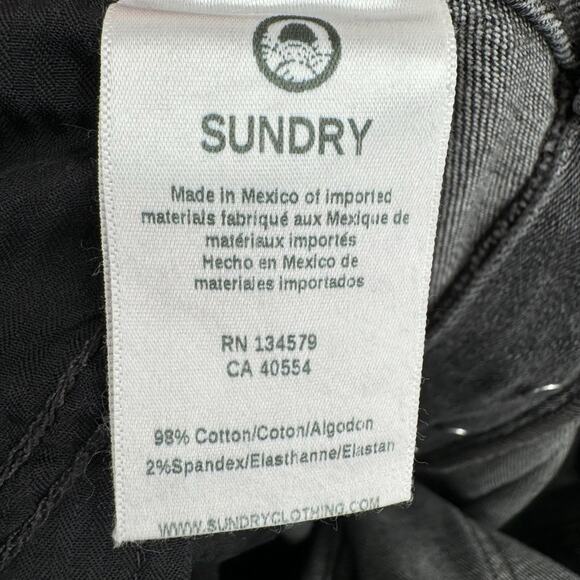 SUNDRY
Made in Mexico of imported
materials fabriqué aux Mexique de
matériaux importés
Hecho en Mexico de
materiales importados
RN 134579
CA 40554
98% Cotton/Coton/Algodon
2%Spandex/Elasthanne/Elastan
WWW.SUNDRYCLOTHING.COM